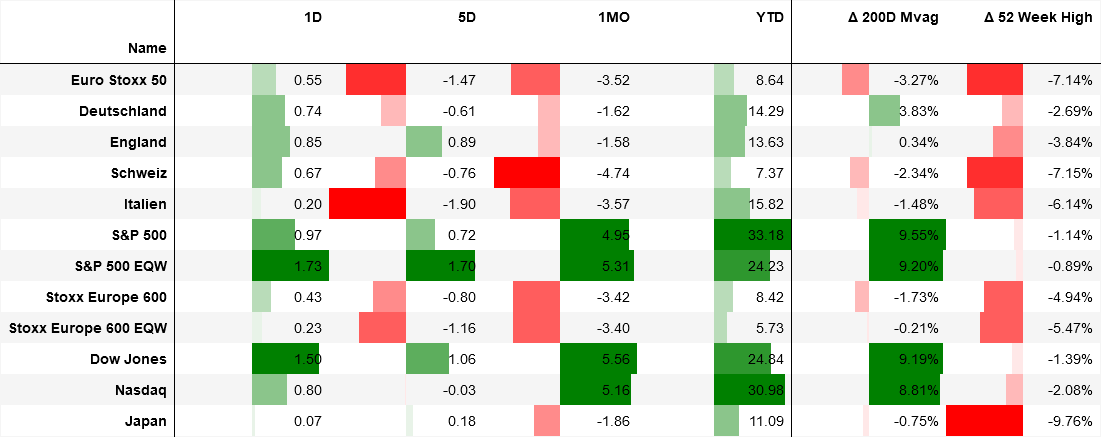 1D 5D 1MO YTD Δ 200D Mvag Δ 52 Week High
Name
Euro Stoxx 50 0.55 -1.47 -3.52 8.64 -3.27% -7.14%
Deutschland 0.74 -0.61 -1.62 14.29 3.83% -2.69%
England 0.85 0.89 -1.58 13.63 0.34% -3.84%
Schweiz 0.67 -0.76 -4.74 7.37 -2.34% -7.15%
Italien 0.20 -1.90 -3.57 15.82 -1.48% -6.14%
S&P 500 0.97 0.72 4.95 33.18 9.55% -1.14%
S&P 500 EQW 1.73 1.70 5.31 24.23 9.20% -0.89%
Stoxx Europe 600 0.43 -0.80 -3.42 8.42 -1.73% -4.94%
Stoxx Europe 600 EQW 0.23 -1.16 -3.40 5.73 -0.21% -5.47%
Dow Jones 1.50 1.06 5.56 24.84 9.19% -1.39%
Nasdaq 0.80 -0.03 5.16 30.98 8.81% -2.08%
Japan 0.07 0.18 -1.86 11.09 -0.75% -9.76%